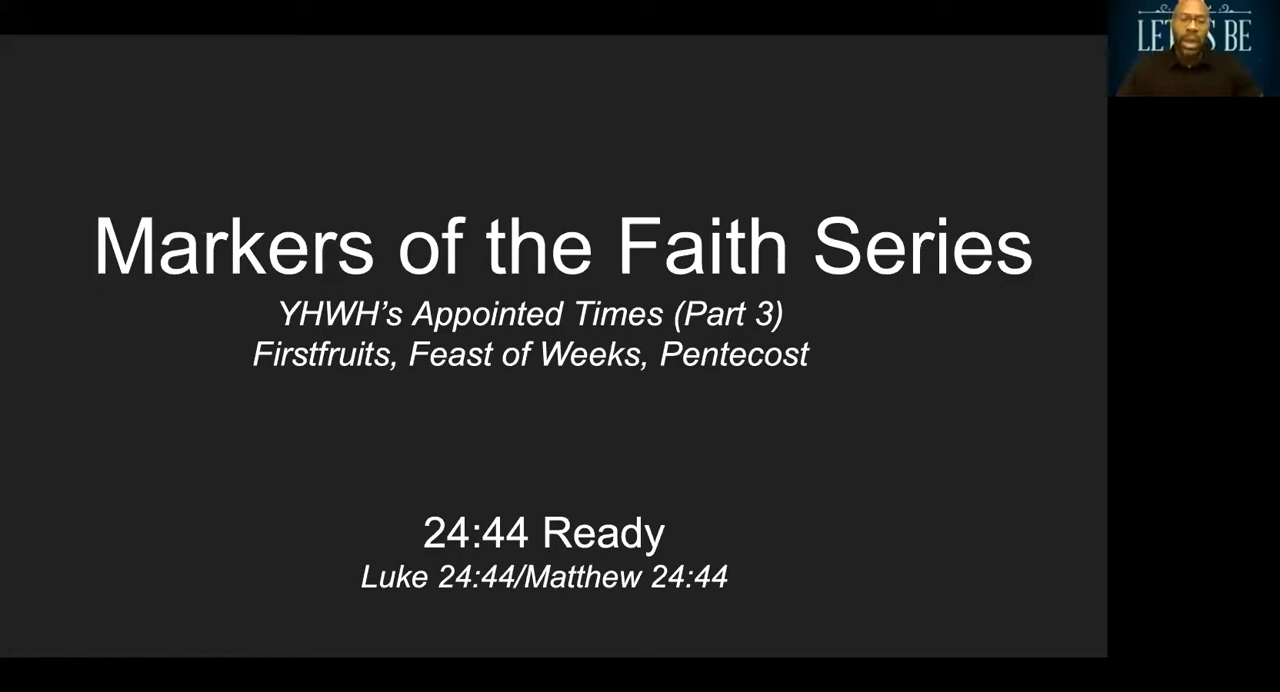 Markers of the Faith Series
YHWH's Appointed Times (Part 3)
Firstfruits, Feast of Weeks, Pentecost
24:44 Ready
Luke 24:44/Matthew 24:44
BE